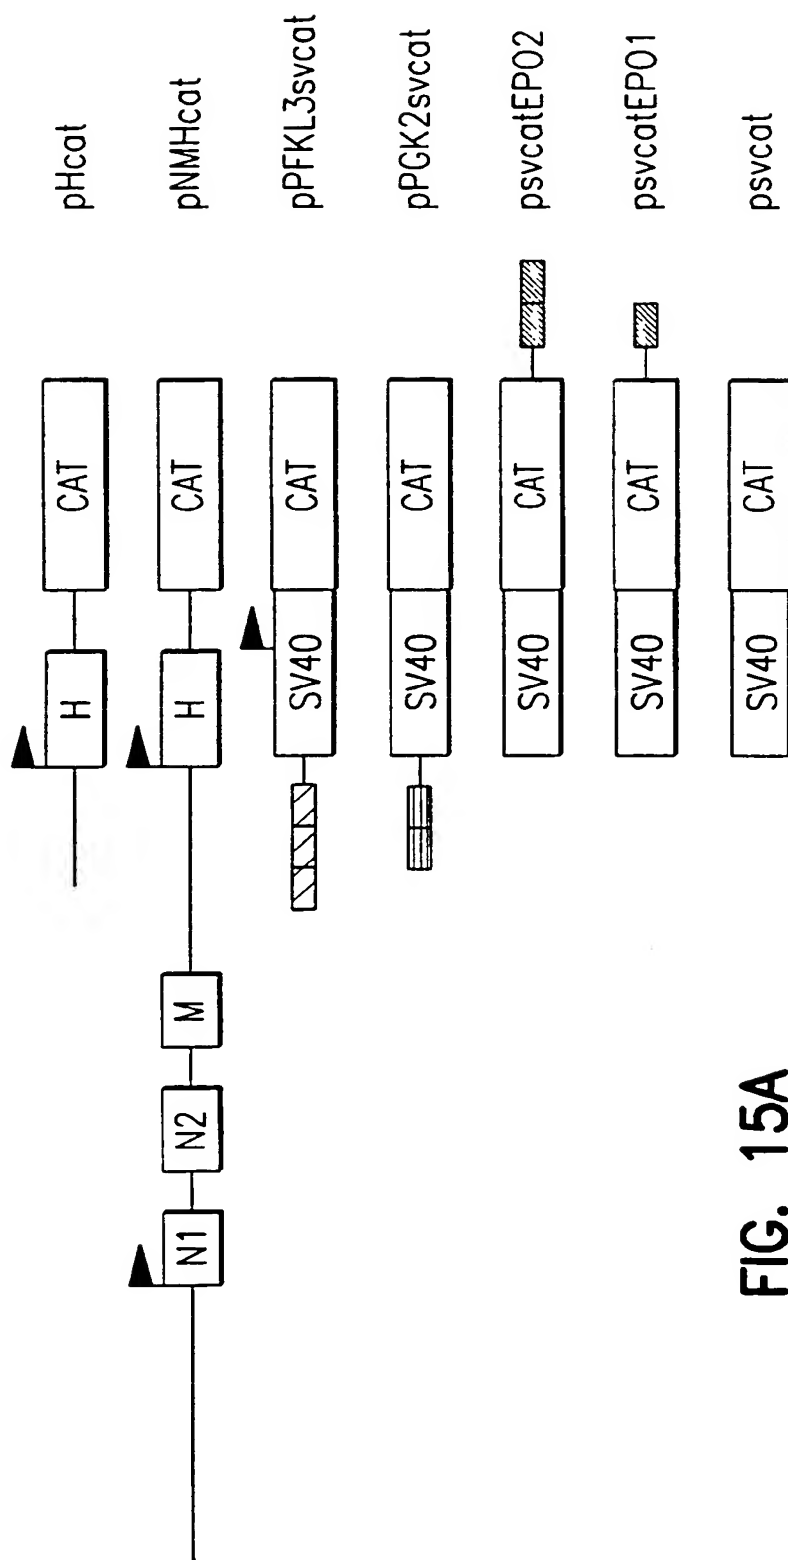 H CAT pHcat
N1 N2 M H CAT pNMHcat
SV40 CAT pPFKL3svcat
SV40 CAT pPGK2svcat
SV40 CAT psvcatEPO2
SV40 CAT psvcatEPO1
SV40 CAT psvcat
FIG. 15A